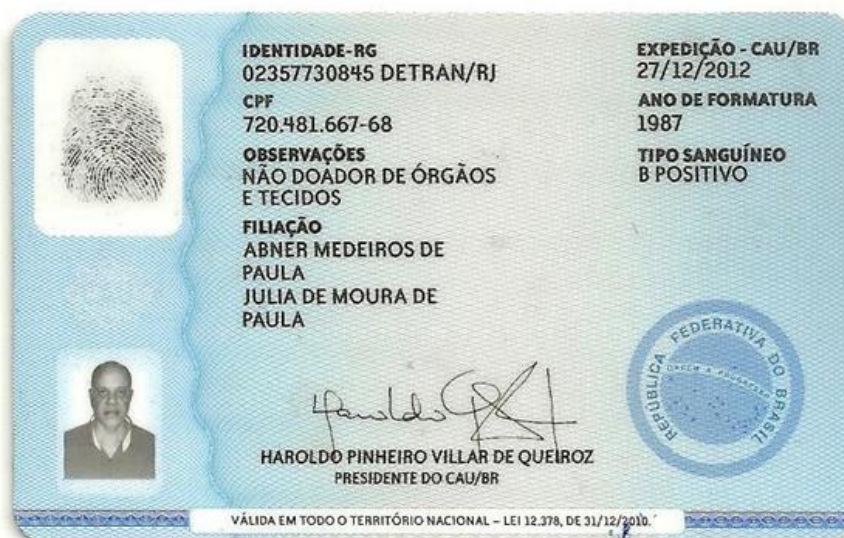 IDENTIDADE-RG
02357730845 DETRAN/RJ
CPF
720.481.667-68
OBSERVAÇÕES
NÃO DOADOR DE ÓRGÃOS
E TECIDOS
FILIAÇÃO
ABNER MEDEIROS DE
PAULA
JULIA DE MOURA DE
PAULA
EXPEDIÇÃO - CAU/BR
27/12/2012
ANO DE FORMATURA
1987
TIPO SANGUÍNEO
B POSITIVO
REPÚBLICA FEDERATIVA DO BRASIL
ORDEM E PROGRESSO
Haroldo
HAROLDO PINHEIRO VILLAR DE QUEIROZ
PRESIDENTE DO CAU/BR
VÁLIDA EM TODO O TERRITÓRIO NACIONAL – LEI 12.378, DE 31/12/2010.